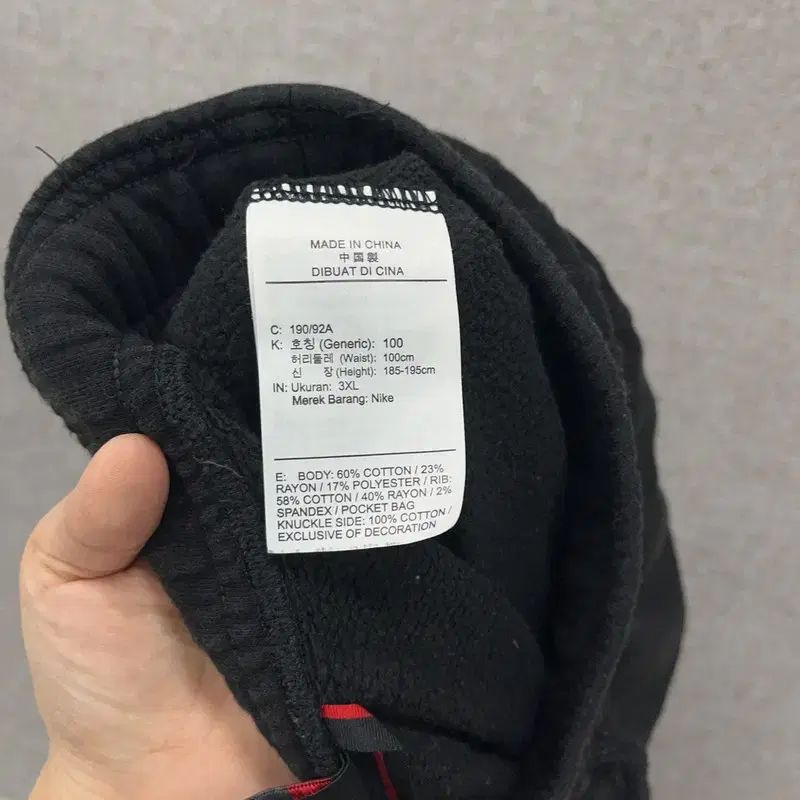 MADE IN CHINA
中国製
DIBUAT DI CINA
C: 190/92A
K: 호칭 (Generic): 100
허리둘레 (Waist): 100cm
신 장 (Height): 185-195cm
IN: Ukuran: 3XL
Merek Barang: Nike
E: BODY: 60% COTTON / 23%
RAYON / 17% POLYESTER / RIB:
58% COTTON / 40% RAYON / 2%
SPANDEX / POCKET BAG
KNUCKLE SIDE: 100% COTTON /
EXCLUSIVE OF DECORATION